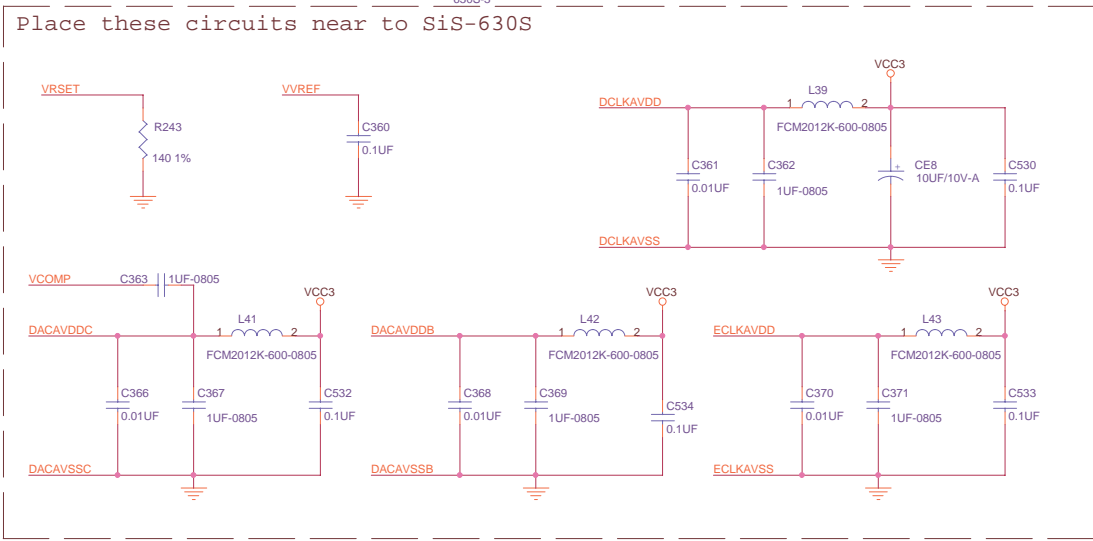 Place these circuits near to SiS-630S
VRSET
R243
140 1%
VVREF
C360
0.1UF
VCC3
DCLKAVDD
L39
1 2
FCM2012K-600-0805
C361
0.01UF
C362
1UF-0805
+
CE8
10UF/10V-A
C530
0.1UF
DCLKAVSS
VCOMP
C363
1UF-0805
VCC3
DACAVDDC
L41
1 2
FCM2012K-600-0805
C366
0.01UF
C367
1UF-0805
C532
0.1UF
DACAVSSC
VCC3
DACAVDDB
L42
1 2
FCM2012K-600-0805
C368
0.01UF
C369
1UF-0805
C534
0.1UF
DACAVSSB
VCC3
ECLKAVDD
L43
1 2
FCM2012K-600-0805
C370
0.01UF
C371
1UF-0805
C533
0.1UF
ECLKAVSS